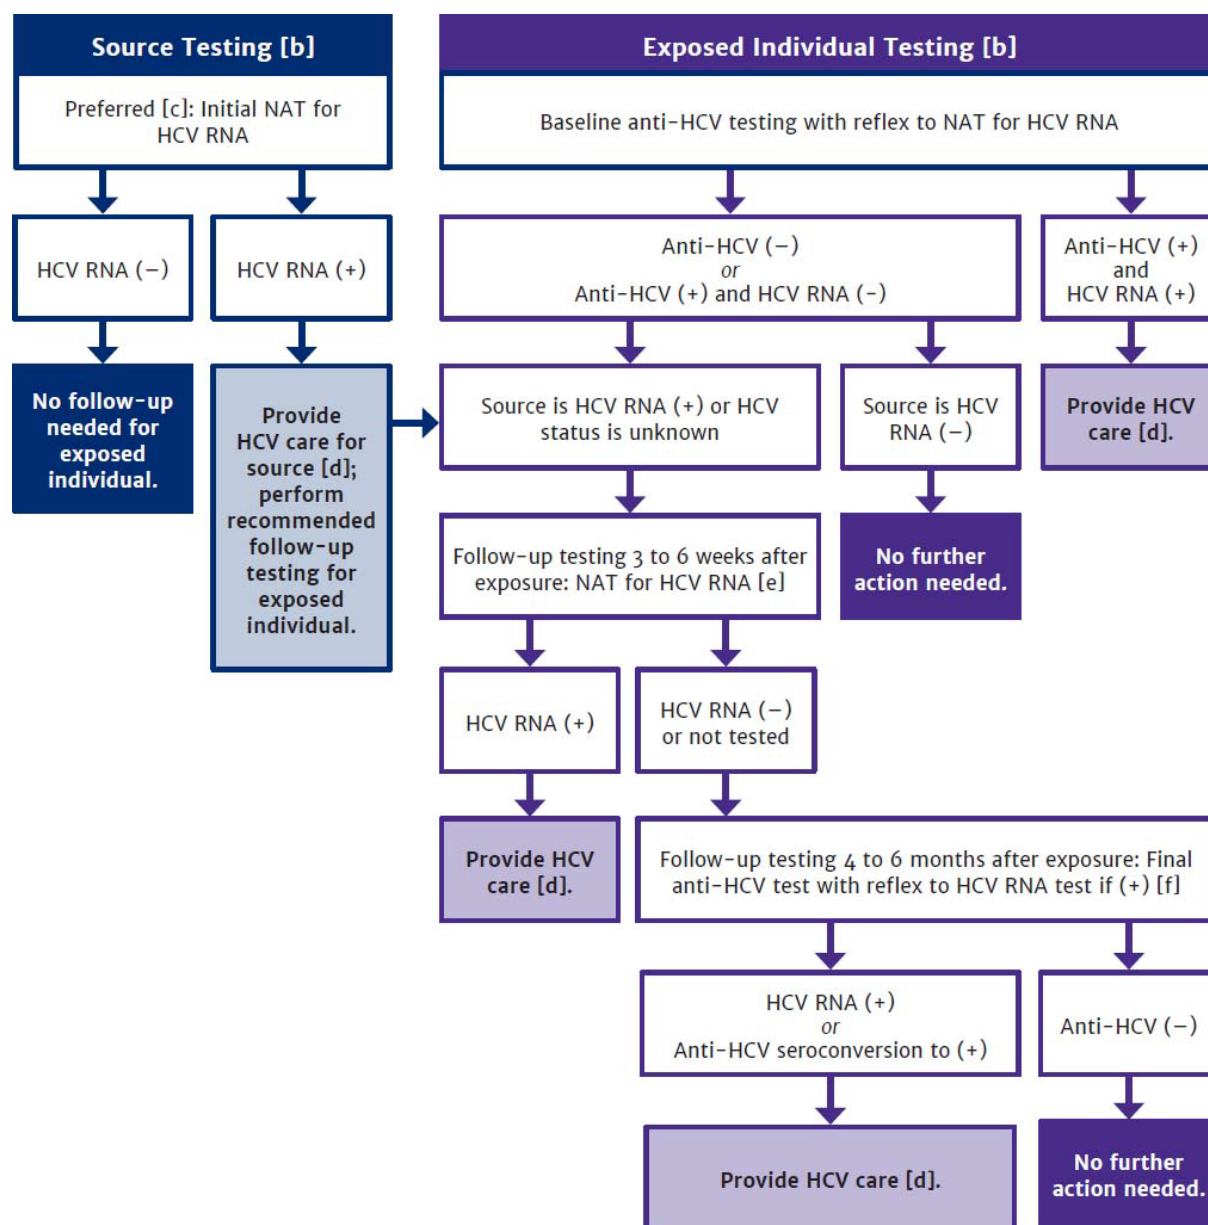 Source Testing [b]
Preferred [c]: Initial NAT for
HCV RNA
HCV RNA (−)
HCV RNA (+)
No follow-up
needed for
exposed
individual.
Provide
HCV care for
source [d];
perform
recommended
follow-up
testing for
exposed
individual.
Exposed Individual Testing [b]
Baseline anti-HCV testing with reflex to NAT for HCV RNA
Anti-HCV (−)
or
Anti-HCV (+) and HCV RNA (-)
Anti-HCV (+)
and
HCV RNA (+)
Source is HCV RNA (+) or HCV
status is unknown
Source is HCV
RNA (−)
Provide HCV
care [d].
Follow-up testing 3 to 6 weeks after
exposure: NAT for HCV RNA [e]
No further
action needed.
HCV RNA (+)
HCV RNA (−)
or not tested
Provide HCV
care [d].
Follow-up testing 4 to 6 months after exposure: Final
anti-HCV test with reflex to HCV RNA test if (+) [f]
HCV RNA (+)
or
Anti-HCV seroconversion to (+)
Anti-HCV (−)
Provide HCV care [d].
No further
action needed.